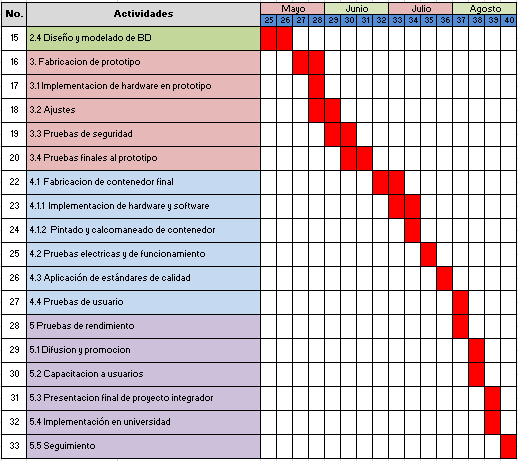 No. Actividades Mayo Junio Julio Agosto
25 26 27 28 29 30 31 32 33 34 35 36 37 38 39 40
15 2.4 Diseño y modelado de BD
16 3. Fabricacion de prototipo
17 3.1 Implementacion de hardware en prototipo
18 3.2 Ajustes
19 3.3 Pruebas de seguridad
20 3.4 Pruebas finales al prototipo
22 4.1 Fabricacion de contenedor final
23 4.1.1 Implementacion de hardware y software
24 4.1.2 Pintado y calcomaneado de contenedor
25 4.2 Pruebas electricas y de funcionamiento
26 4.3 Aplicación de estándares de calidad
27 4.4 Pruebas de usuario
28 5 Pruebas de rendimiento
29 5.1 Difusion y promocion
30 5.2 Capacitacion a usuarios
31 5.3 Presentacion final de proyecto integrador
32 5.4 Implementación en universidad
33 5.5 Seguimiento